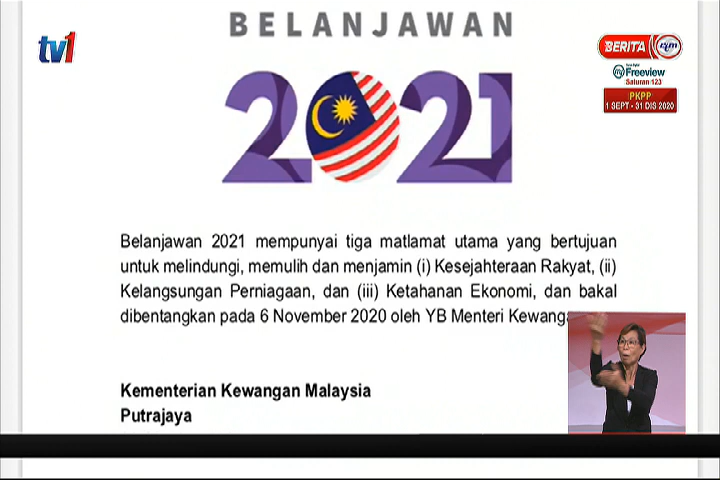 BELANJAWAN
tv1
BERITA rtm
2021
my Freeview
Saluran 123
PKPP
1 SEPT - 31 DIS 2020
Belanjawan 2021 mempunyai tiga matlamat utama yang bertujuan
untuk melindungi, memulih dan menjamin (i) Kesejahteraan Rakyat, (ii)
Kelangsungan Perniagaan, dan (iii) Ketahanan Ekonomi, dan bakal
dibentangkan pada 6 November 2020 oleh YB Menteri
Kementerian Kewangan Malaysia
Putrajaya